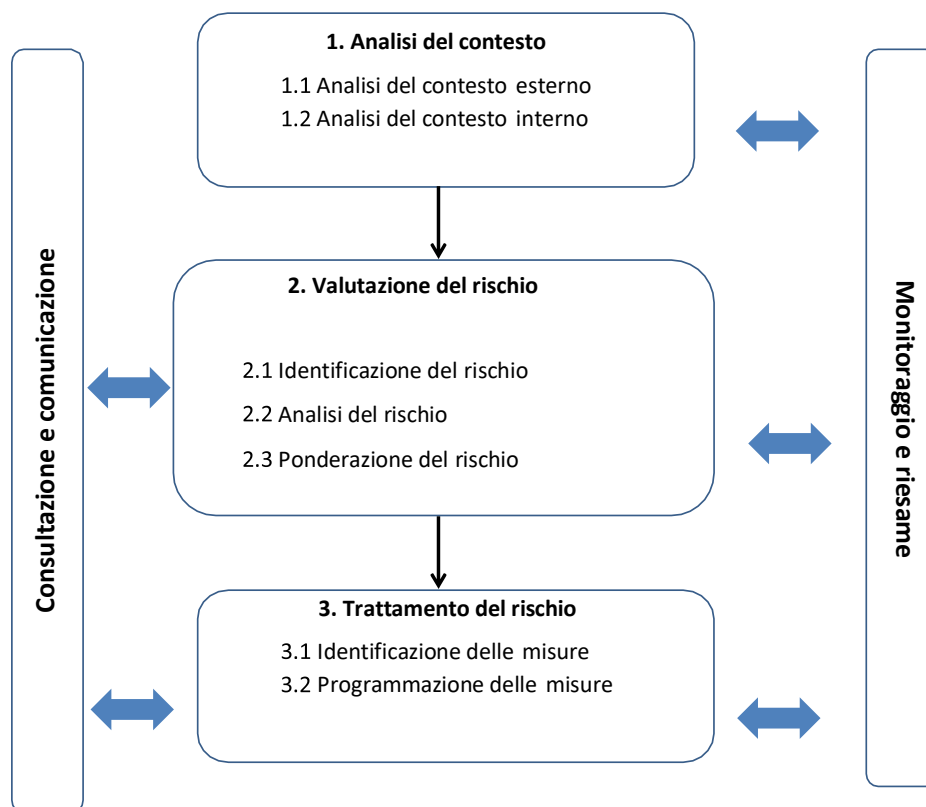 1. Analisi del contesto
1.1 Analisi del contesto esterno
1.2 Analisi del contesto interno
2. Valutazione del rischio
2.1 Identificazione del rischio
2.2 Analisi del rischio
2.3 Ponderazione del rischio
3. Trattamento del rischio
3.1 Identificazione delle misure
3.2 Programmazione delle misure
Consultazione e comunicazione
Monitoraggio e riesame